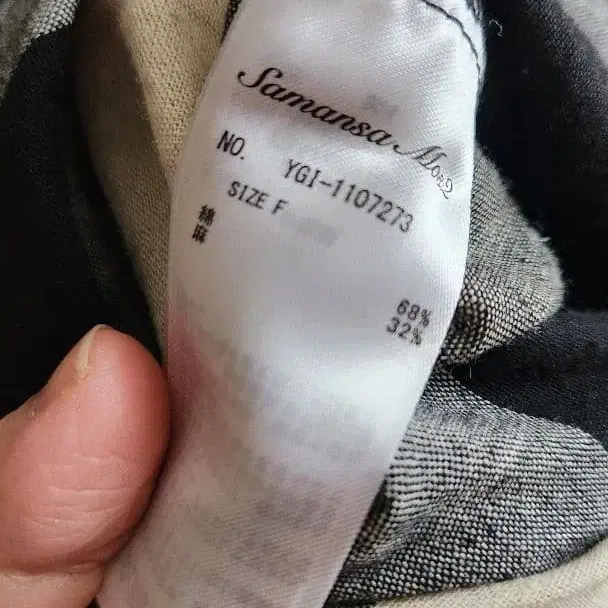 Samansa Mos2
NO. YGI-1107273
SIZE F
綿 68%
麻 32%